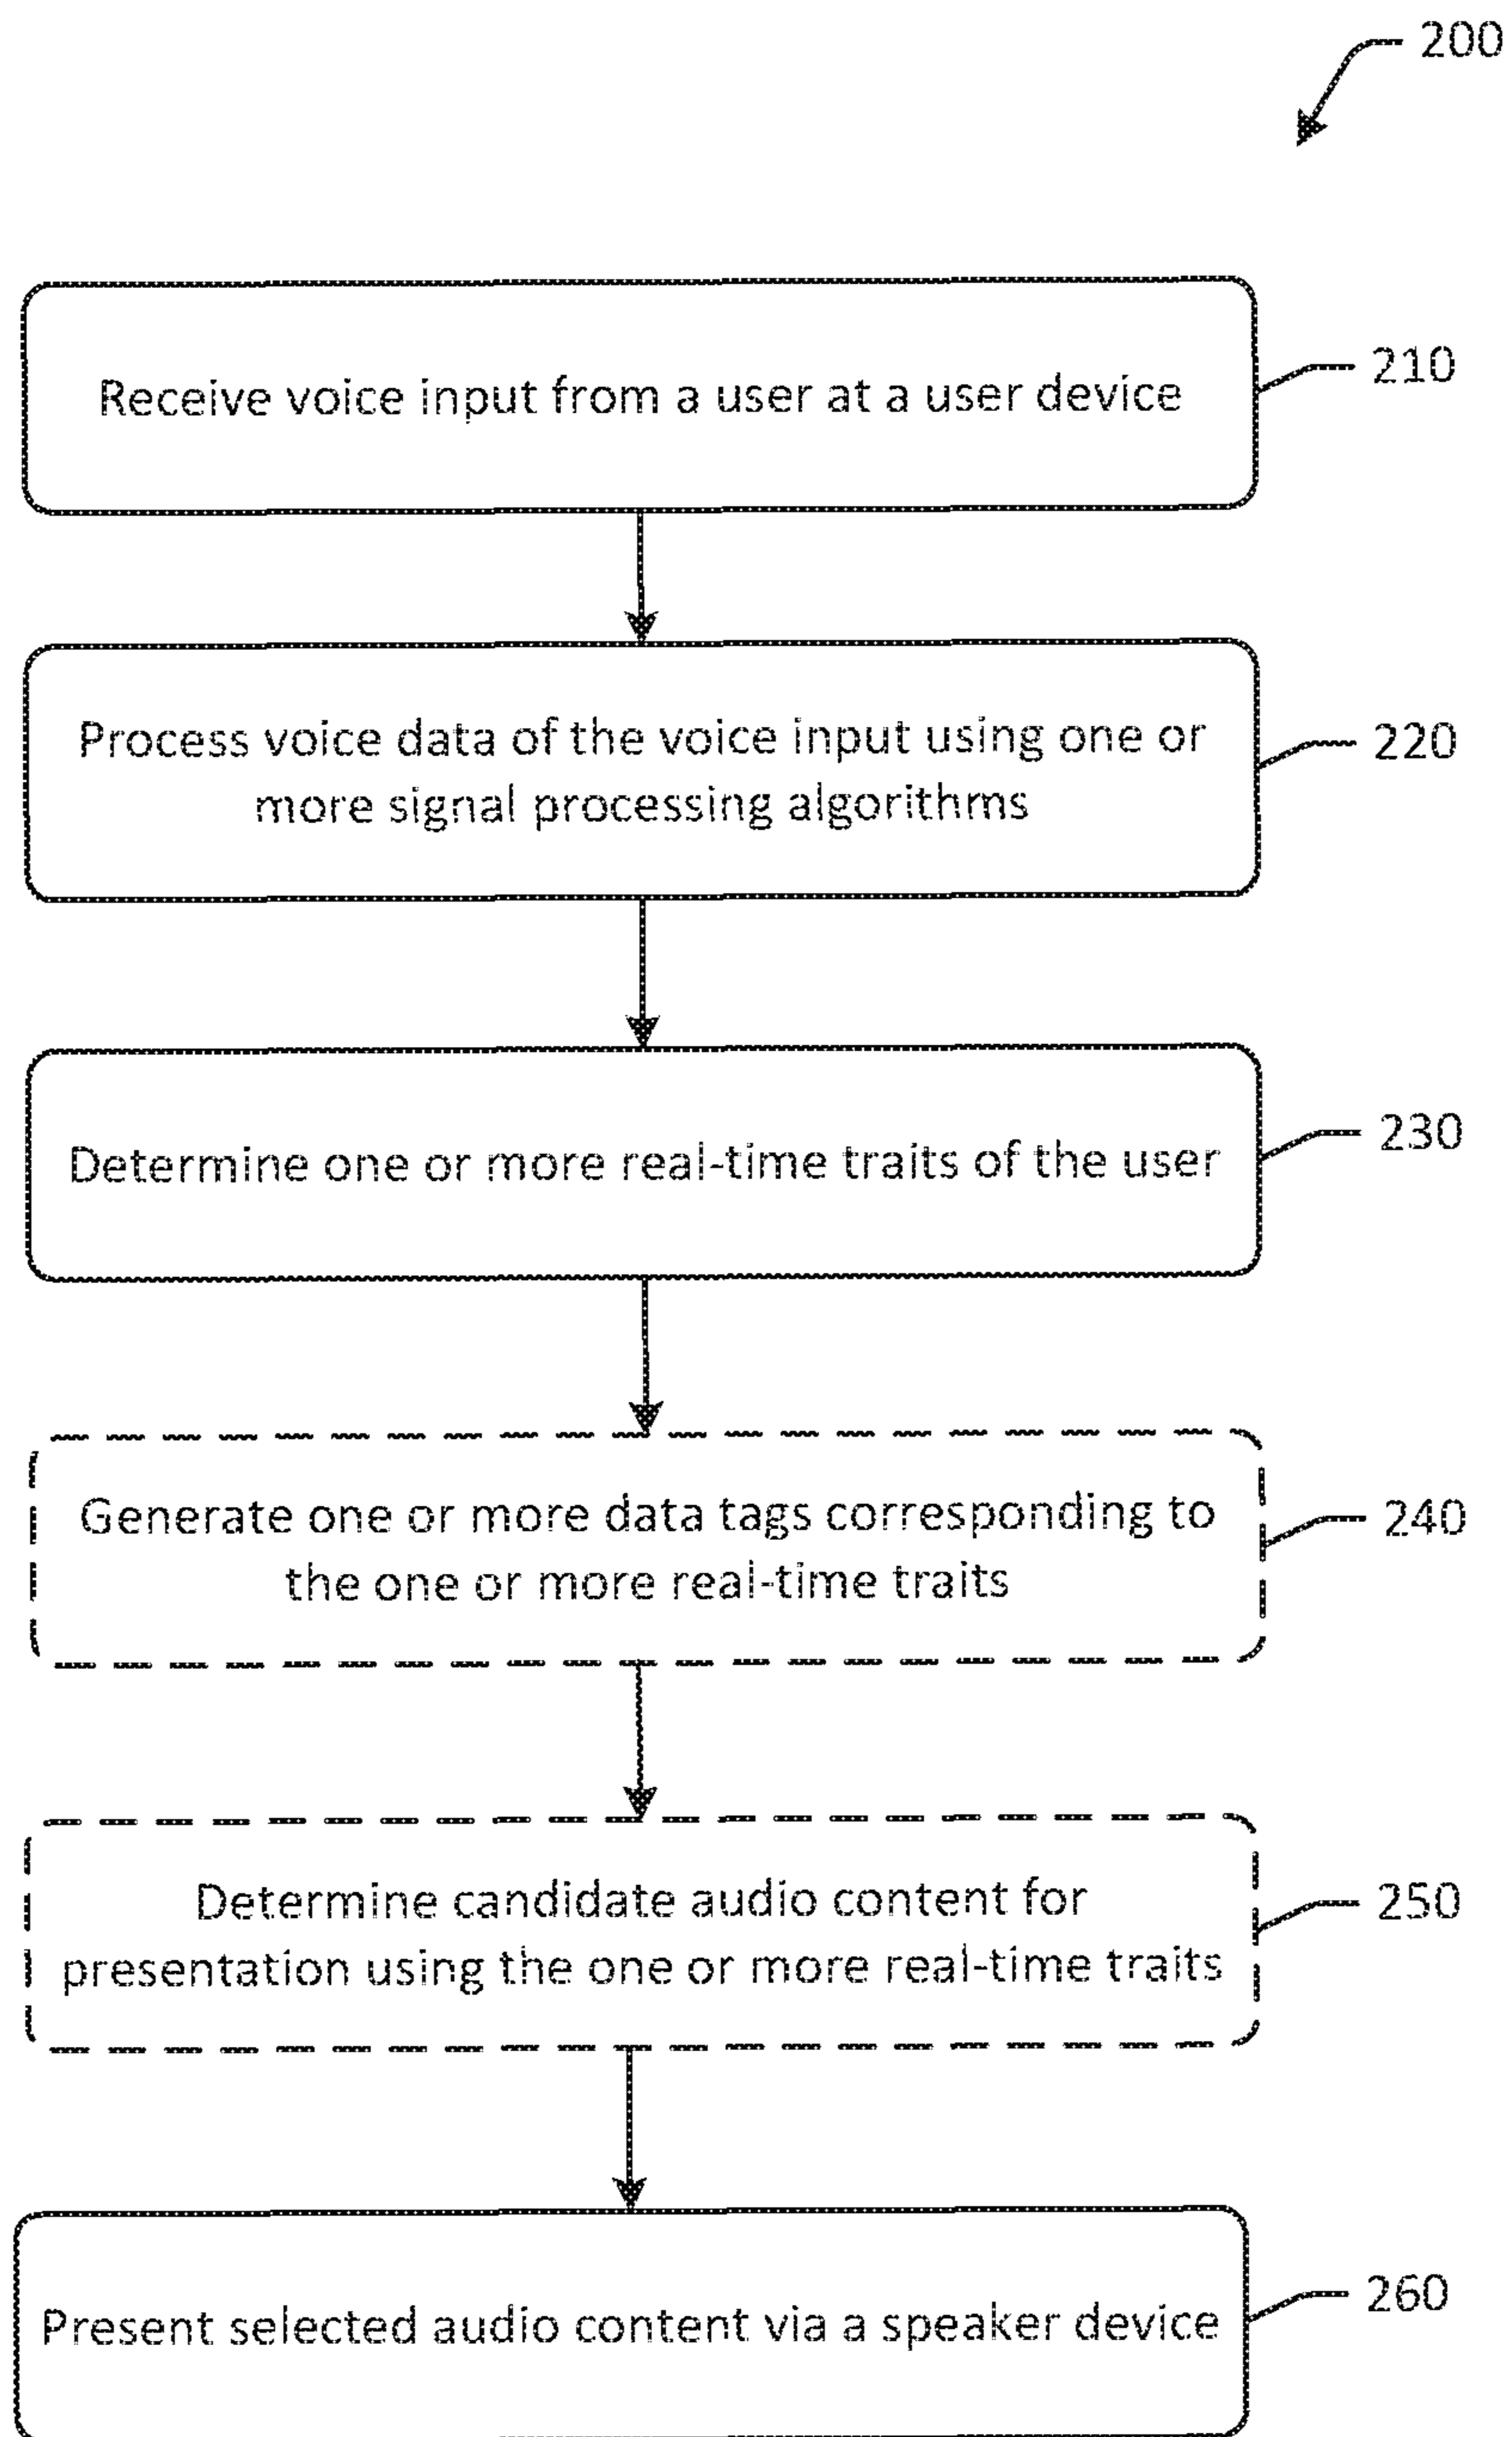 200
Receive voice input from a user at a user device
210
Process voice data of the voice input using one or
more signal processing algorithms
220
Determine one or more real-time traits of the user
230
Generate one or more data tags corresponding to
the one or more real-time traits
240
Determine candidate audio content for
presentation using the one or more real-time traits
250
Present selected audio content via a speaker device
260